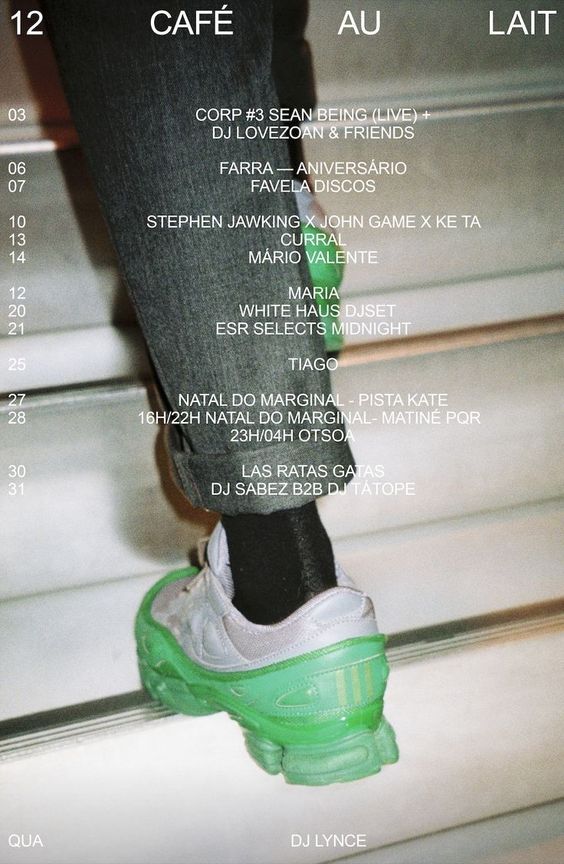 12 CAFÉ AU LAIT
03 CORP #3 SEAN BEING (LIVE) +
DJ LOVEZOAN & FRIENDS
06 FARRA — ANIVERSÁRIO
07 FAVELA DISCOS
10 STEPHEN JAWKING X JOHN GAME X KE TA
13 CURRAL
14 MÁRIO VALENTE
12 MARIA
20 WHITE HAUS DJSET
21 ESR SELECTS MIDNIGHT
25 TIAGO
27 NATAL DO MARGINAL - PISTA KATE
28 16H/22H NATAL DO MARGINAL- MATINÉ PQR
23H/04H OTSOA
30 LAS RATAS GATAS
31 DJ SABEZ B2B DJ TÁTOPE
QUA DJ LYNCE